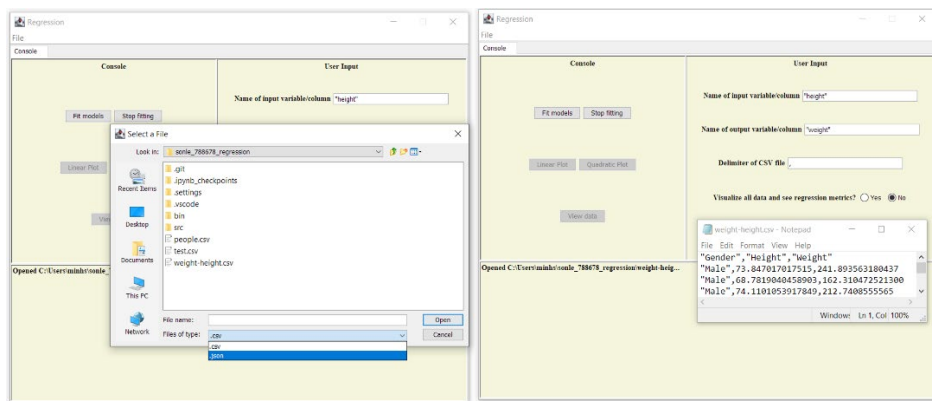 Regression
File
Console
Console
User Input
Name of input variable/column "height"
Fit models Stop fitting
Select a File
Look in: sonle_788678_regression
Linear Plot
Recent Items
Desktop
Documents
This PC
Network
.git
.ipynb_checkpoints
.settings
.vscode
bin
src
people.csv
test.csv
weight-height.csv
File name:
Open
Files of type: .csv
Cancel
.csv
.json
Opened C:\Users\minhs\sonle_7
Regression
File
Console
Console
User Input
Name of input variable/column "height"
Fit models Stop fitting
Name of output variable/column "weight"
Linear Plot Quadratic Plot
Delimiter of CSV file ,
Visualize all data and see regression metrics? Yes No
View data
Opened C:\Users\minhs\sonle_788678_regression\weight-heig...
weight-height.csv - Notepad
File Edit Format View Help
"Gender","Height","Weight"
"Male",73.847017017515,241.893563180437
"Male",68.7819040458903,162.310472521300
"Male",74.1101053917849,212.7408555565
Window: Ln 1, Col 100%